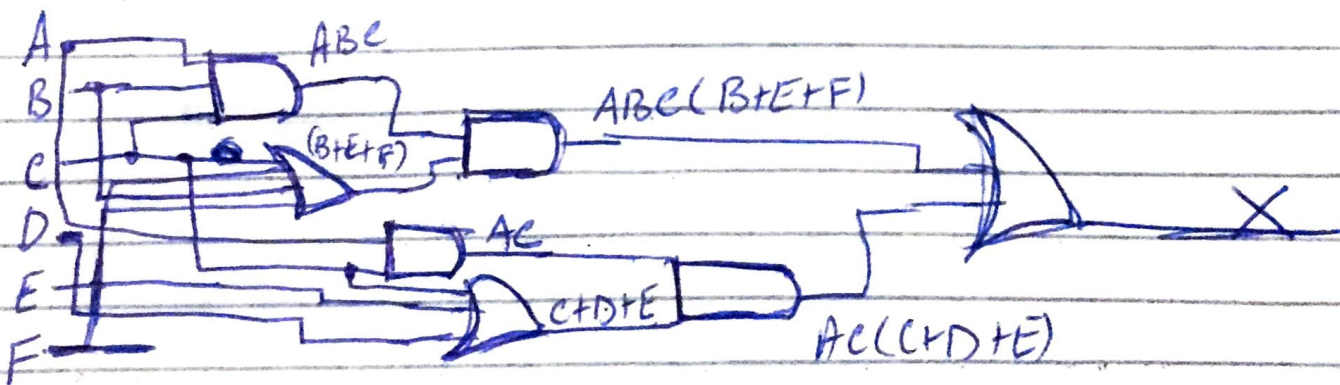 A
ABC
B
ABC(B+E+F)
(B+E+F)
C
X
D
AC
E
C+D+E
AC(C+D+E)
F